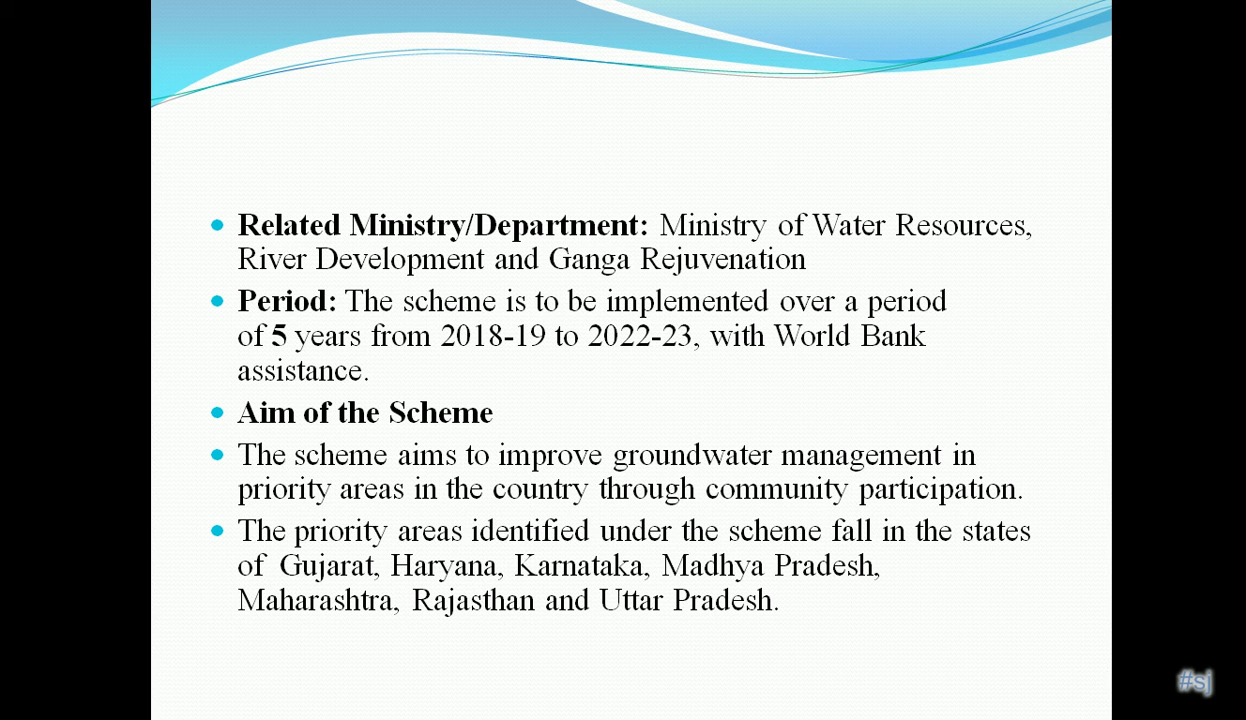 Related Ministry/Department: Ministry of Water Resources,
River Development and Ganga Rejuvenation
Period: The scheme is to be implemented over a period
of 5 years from 2018-19 to 2022-23, with World Bank
assistance.
Aim of the Scheme
The scheme aims to improve groundwater management in
priority areas in the country through community participation.
The priority areas identified under the scheme fall in the states
of Gujarat, Haryana, Karnataka, Madhya Pradesh,
Maharashtra, Rajasthan and Uttar Pradesh.
#sj